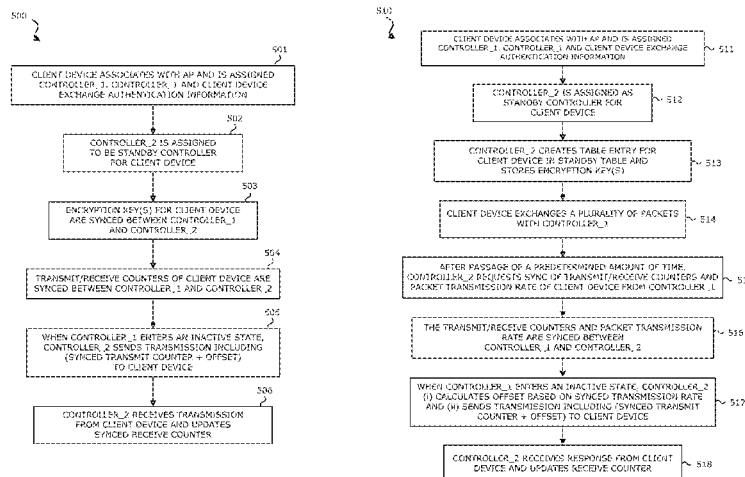 500
501
CLIENT DEVICE ASSOCIATES WITH AP AND IS ASSIGNED
CONTROLLER_1. CONTROLLER_1 AND CLIENT DEVICE
EXCHANGE AUTHENTICATION INFORMATION
502
CONTROLLER_2 IS ASSIGNED
TO BE STANDBY CONTROLLER
FOR CLIENT DEVICE
503
ENCRYPTION KEY(S) FOR CLIENT DEVICE
ARE SYNCED BETWEEN CONTROLLER_1
AND CONTROLLER_2
504
TRANSMIT/RECEIVE COUNTERS OF CLIENT DEVICE ARE
SYNCED BETWEEN CONTROLLER_1 AND CONTROLLER_2
505
WHEN CONTROLLER_1 ENTERS AN INACTIVE STATE,
CONTROLLER_2 SENDS TRANSMISSION INCLUDING
(SYNCED TRANSMIT COUNTER + OFFSET)
TO CLIENT DEVICE
506
CONTROLLER_2 RECEIVES TRANSMISSION
FROM CLIENT DEVICE AND UPDATES
SYNCED RECEIVE COUNTER
510
CLIENT DEVICE ASSOCIATES WITH AP AND IS ASSIGNED
CONTROLLER_1. CONTROLLER_1 AND CLIENT DEVICE EXCHANGE
AUTHENTICATION INFORMATION
511
CONTROLLER_2 IS ASSIGNED AS
STANDBY CONTROLLER FOR
CLIENT DEVICE
512
CONTROLLER_2 CREATES TABLE ENTRY FOR
CLIENT DEVICE IN STANDBY TABLE AND
STORES ENCRYPTION KEY(S)
513
CLIENT DEVICE EXCHANGES A PLURALITY OF PACKETS
WITH CONTROLLER_1
514
AFTER PASSAGE OF A PREDETERMINED AMOUNT OF TIME,
CONTROLLER_2 REQUESTS SYNC OF TRANSMIT/RECEIVE COUNTERS AND
PACKET TRANSMISSION RATE OF CLIENT DEVICE FROM CONTROLLER_1
THE TRANSMIT/RECEIVE COUNTERS AND PACKET TRANSMISSION
RATE ARE SYNCED BETWEEN
CONTROLLER_1 AND CONTROLLER_2
516
WHEN CONTROLLER_1 ENTERS AN INACTIVE STATE, CONTROLLER_2
(i) CALCULATES OFFSET BASED ON SYNCED TRANSMISSION RATE
AND (ii) SENDS TRANSMISSION INCLUDING (SYNCED TRANSMIT
COUNTER + OFFSET) TO CLIENT DEVICE
517
CONTROLLER_2 RECEIVES RESPONSE FROM CLIENT
DEVICE AND UPDATES RECEIVE COUNTER
518